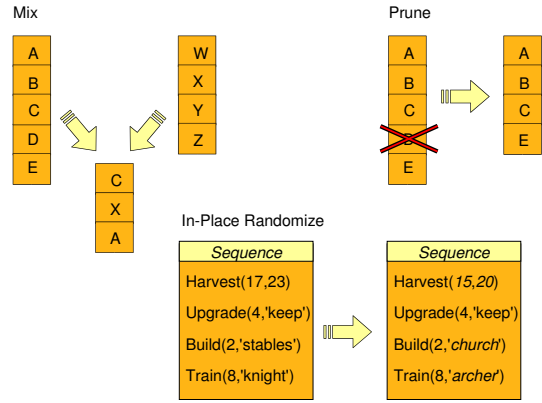 Mix
A
B
C
D
E
W
X
Y
Z
C
X
A
Prune
A
B
C
D
E
A
B
C
E
In-Place Randomize
Sequence
Harvest(17,23)
Upgrade(4,'keep')
Build(2,'stables')
Train(8,'knight')
Sequence
Harvest(15,20)
Upgrade(4,'keep')
Build(2,'church')
Train(8,'archer')